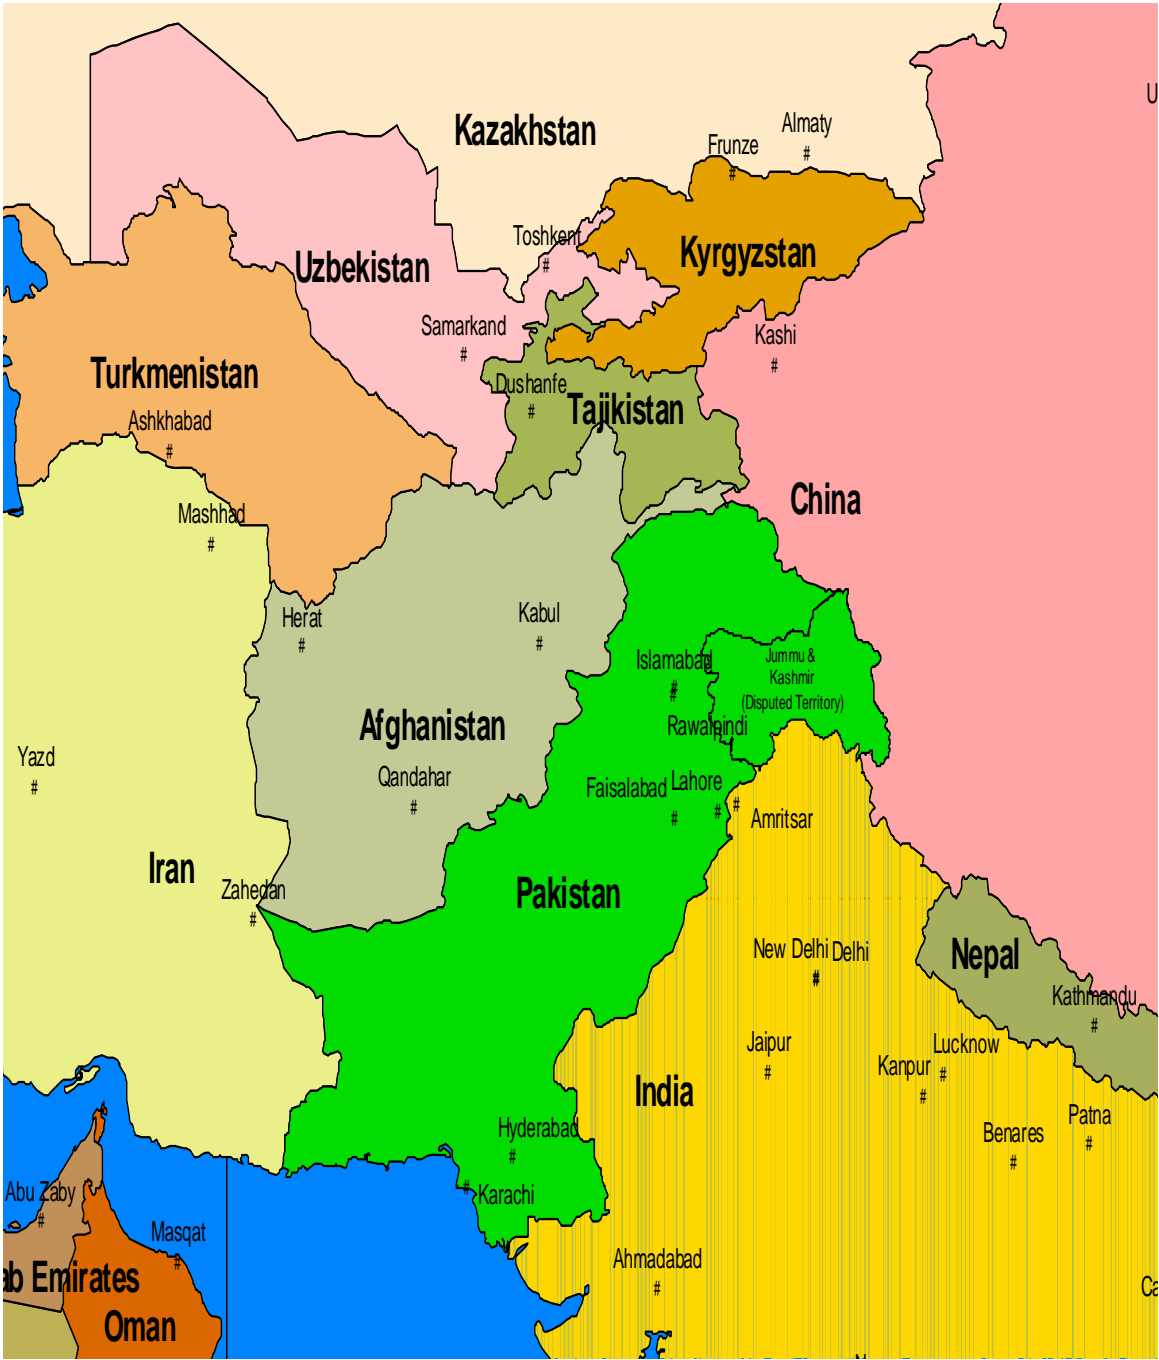 U
Kazakhstan
Almaty
#
Frunze
#
Toshkent
#
Kyrgyzstan
Uzbekistan
Samarkand
#
Kashi
#
Turkmenistan
Dushanfe
#
Tajikistan
Ashkhabad
#
Mashhad
#
China
Herat
#
Kabul
#
Islamabad
#
#
Jummu &
Kashmir
(Disputed Territory)
Afghanistan
Rawalpindi
Yazd
#
Qandahar
#
Faisalabad
#
Lahore
#
#
Amritsar
Iran
Zahedan
#
Pakistan
New Delhi
Delhi
#
Nepal
Kathmandu
#
Jaipur
#
Lucknow
#
Kanpur
#
India
Hyderabad
#
Benares
#
Patna
#
Abu Zaby
#
#
Karachi
Masqat
#
Ahmadabad
#
ab Emirates
Ca
Oman